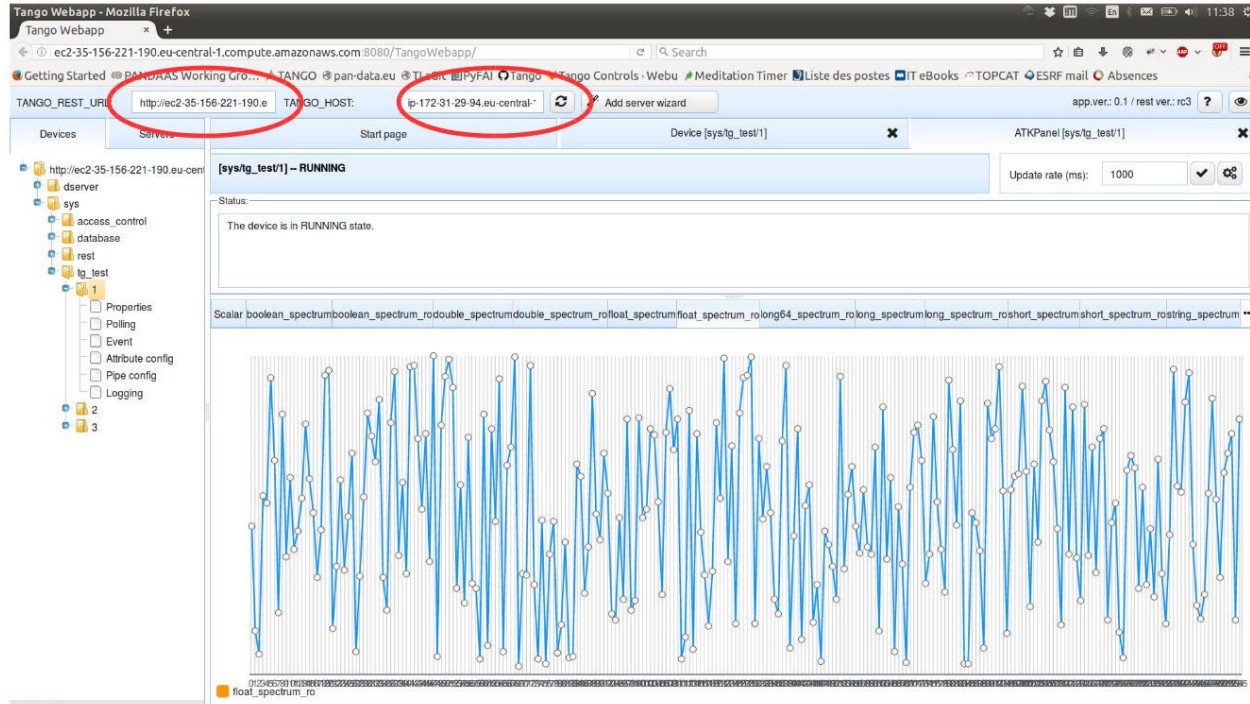 Tango Webapp - Mozilla Firefox
En
11:38
Tango Webapp × +
ec2-35-156-221-190.eu-central-1.compute.amazonaws.com:8080/TangoWebapp/
Search
Getting Started PANDAAS Working Gro... TANGO pan-data.eu PyFAI Tango Tango Controls · Webu Meditation Timer Liste des postes IT eBooks TOPCAT ESRF mail Absences
TANGO_REST_URL http://ec2-35-156-221-190.e TANGO_HOST: ip-172-31-29-94.eu-central- Add server wizard app.ver.: 0.1 / rest ver.: rc3 ?
Devices Servers Start page Device [sys/tg_test/1] ATKPanel [sys/tg_test/1]
http://ec2-35-156-221-190.eu-cent
dserver
sys
access_control
database
rest
tg_test
1
Properties
Polling
Event
Attribute config
Pipe config
Logging
2
3
[sys/tg_test/1] – RUNNING
Update rate (ms): 1000
Status:
The device is in RUNNING state.
Scalar boolean_spectrum boolean_spectrum_ro double_spectrum double_spectrum_ro float_spectrum float_spectrum_ro long64_spectrum_ro long_spectrum long_spectrum_ro short_spectrum short_spectrum_ro string_spectrum
float_spectrum_ro